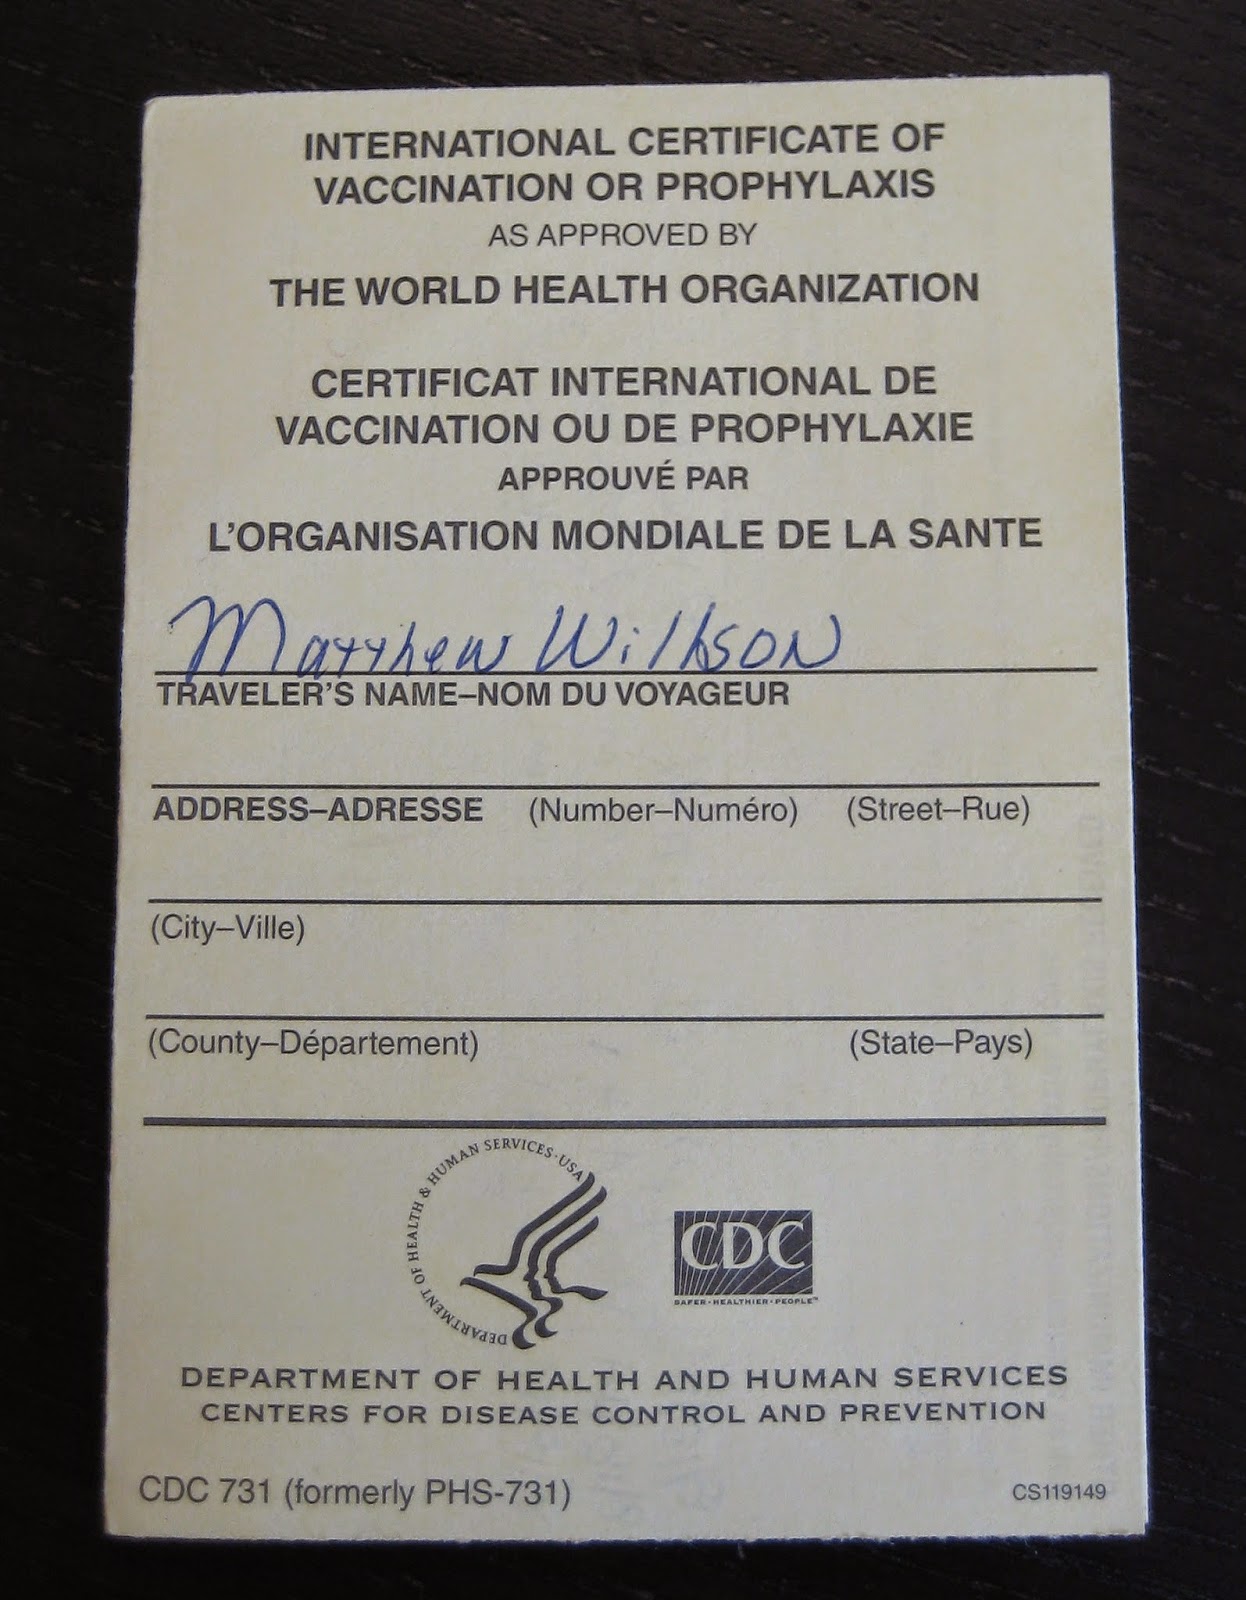 INTERNATIONAL CERTIFICATE OF
VACCINATION OR PROPHYLAXIS
AS APPROVED BY
THE WORLD HEALTH ORGANIZATION
CERTIFICAT INTERNATIONAL DE
VACCINATION OU DE PROPHYLAXIE
APPROUVÉ PAR
L'ORGANISATION MONDIALE DE LA SANTE
Matthew
TRAVELER'S NAME–NOM DU VOYAGEUR
ADDRESS–ADRESSE (Number–Numéro) (Street–Rue)
(City–Ville)
(County–Département) (State–Pays)
DEPARTMENT OF HEALTH & HUMAN SERVICES·USA
CDC
SAFER·HEALTHIER·PEOPLE™
DEPARTMENT OF HEALTH AND HUMAN SERVICES
CENTERS FOR DISEASE CONTROL AND PREVENTION
CDC 731 (formerly PHS-731) CS119149